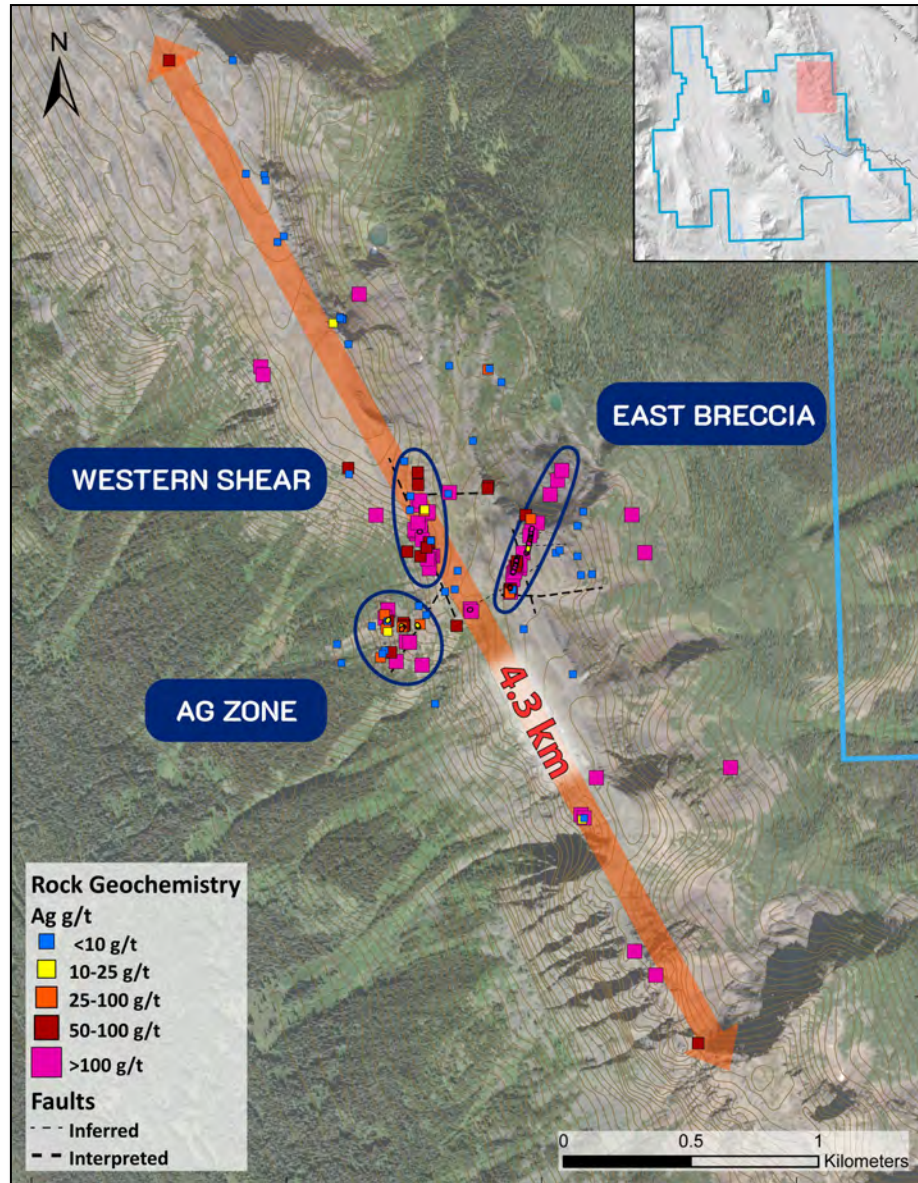 N
EAST BRECCIA
WESTERN SHEAR
AG ZONE
4.3 km
Rock Geochemistry
Ag g/t
<10 g/t
10-25 g/t
25-100 g/t
50-100 g/t
>100 g/t
Faults
Inferred
Interpreted
0 0.5 1
Kilometers